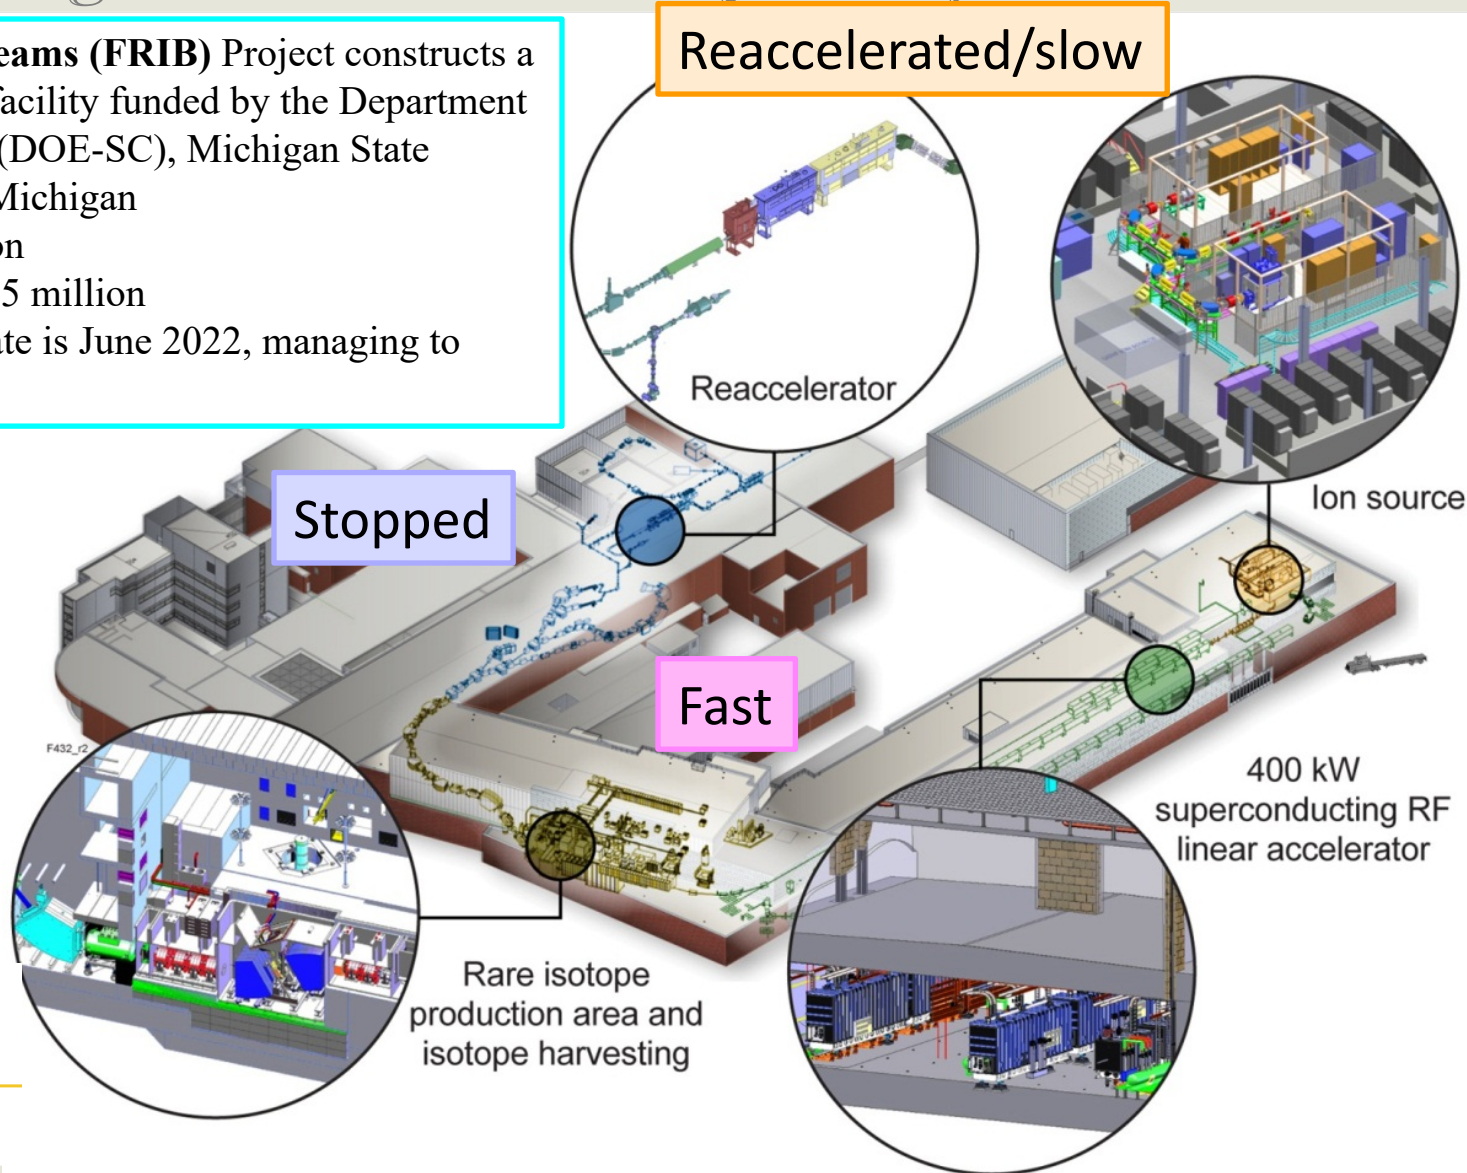 eams (FRIB) Project constructs a
facility funded by the Department
(DOE-SC), Michigan State
Michigan
on
5 million
ate is June 2022, managing to
Reaccelerated/slow
Reaccelerator
Ion source
Stopped
Fast
F432_r2
400 kW
superconducting RF
linear accelerator
Rare isotope
production area and
isotope harvesting